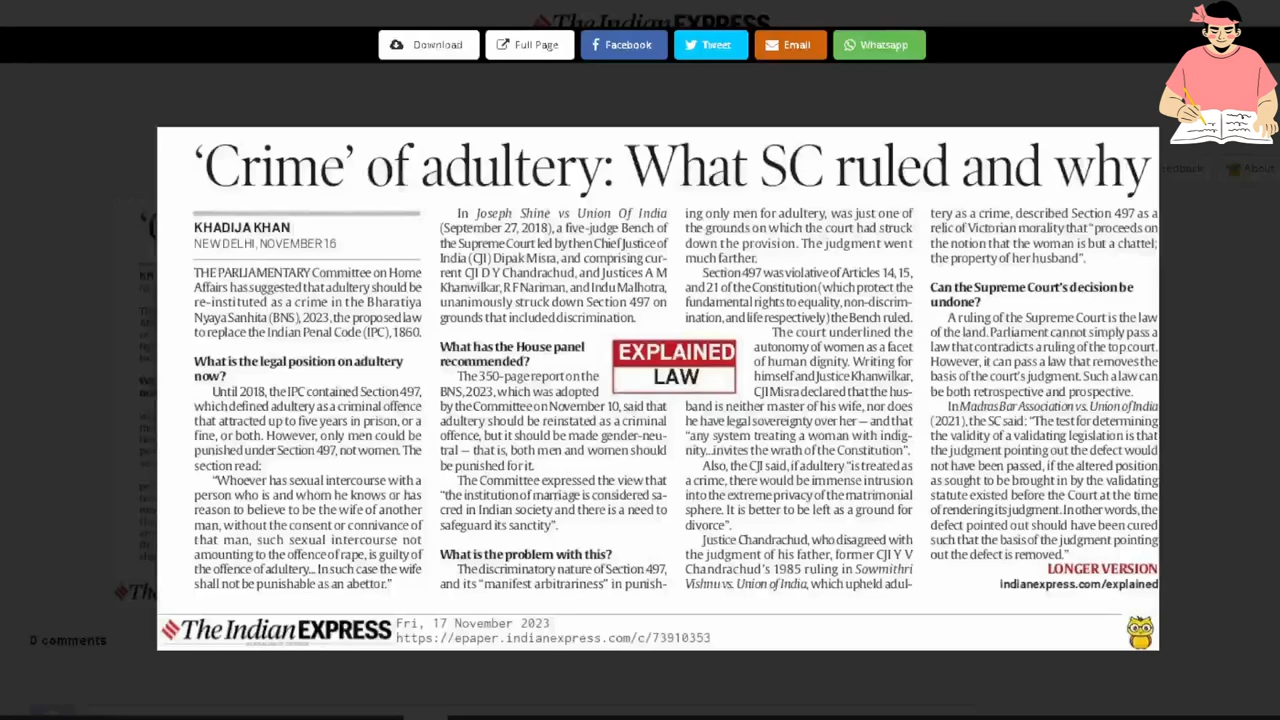 The Indian EXPRESS
Download
Full Page
Facebook
Tweet
Email
Whatsapp
'Crime' of adultery: What SC ruled and why
KHADIJA KHAN
NEW DELHI, NOVEMBER 16
THE PARLIAMENTARY Committee on Home
Affairs has suggested that adultery should be
re-instituted as a crime in the Bharatiya
Nyaya Sanhita (BNS), 2023, the proposed law
to replace the Indian Penal Code (IPC), 1860.
What is the legal position on adultery
now?
Until 2018, the IPC contained Section 497,
which defined adultery as a criminal offence
that attracted up to five years in prison, or a
fine, or both. However, only men could be
punished under Section 497, not women. The
section read:
"Whoever has sexual intercourse with a
person who is and whom he knows or has
reason to believe to be the wife of another
man, without the consent or connivance of
that man, such sexual intercourse not
amounting to the offence of rape, is guilty of
the offence of adultery... In such case the wife
shall not be punishable as an abettor."
In Joseph Shine vs Union Of India
(September 27, 2018), a five-judge Bench of
the Supreme Court led by then Chief Justice of
India (CJI) Dipak Misra, and comprising cur-
rent CJI D Y Chandrachud, and Justices A M
Khanwilkar, R F Nariman, and Indu Malhotra,
unanimously struck down Section 497 on
grounds that included discrimination.
What has the House panel
recommended?
The 350-page report on the
BNS, 2023, which was adopted
by the Committee on November 10, said that
adultery should be reinstated as a criminal
offence, but it should be made gender-neu-
tral — that is, both men and women should
be punished for it.
The Committee expressed the view that
"the institution of marriage is considered sa-
cred in Indian society and there is a need to
safeguard its sanctity".
What is the problem with this?
The discriminatory nature of Section 497,
and its "manifest arbitrariness" in punish-
EXPLAINED
LAW
ing only men for adultery, was just one of
the grounds on which the court had struck
down the provision. The judgment went
much farther.
Section 497 was violative of Articles 14, 15,
and 21 of the Constitution (which protect the
fundamental rights to equality, non-discrim-
ination, and life respectively) the Bench ruled.
The court underlined the
autonomy of women as a facet
of human dignity. Writing for
himself and Justice Khanwilkar,
CJI Misra declared that the hus-
band is neither master of his wife, nor does
he have legal sovereignty over her — and that
"any system treating a woman with indig-
nity...invites the wrath of the Constitution".
Also, the CJI said, if adultery "is treated as
a crime, there would be immense intrusion
into the extreme privacy of the matrimonial
sphere. It is better to be left as a ground for
divorce".
Justice Chandrachud, who disagreed with
the judgment of his father, former CJI Y V
Chandrachud's 1985 ruling in Sowmithri
Vishnu vs. Union of India, which upheld adul-
tery as a crime, described Section 497 as a
relic of Victorian morality that "proceeds on
the notion that the woman is but a chattel;
the property of her husband".
Can the Supreme Court's decision be
undone?
A ruling of the Supreme Court is the law
of the land. Parliament cannot simply pass a
law that contradicts a ruling of the top court.
However, it can pass a law that removes the
basis of the court's judgment. Such a law can
be both retrospective and prospective.
In Madras Bar Association vs. Union of India
(2021), the SC said: "The test for determining
the validity of a validating legislation is that
the judgment pointing out the defect would
not have been passed, if the altered position
as sought to be brought in by the validating
statute existed before the Court at the time
of rendering its judgment. In other words, the
defect pointed out should have been cured
such that the basis of the judgment pointing
out the defect is removed."
LONGER VERSION
indianexpress.com/explained
The Indian EXPRESS
Fri, 17 November 2023
https://epaper.indianexpress.com/c/73910353
0 comments